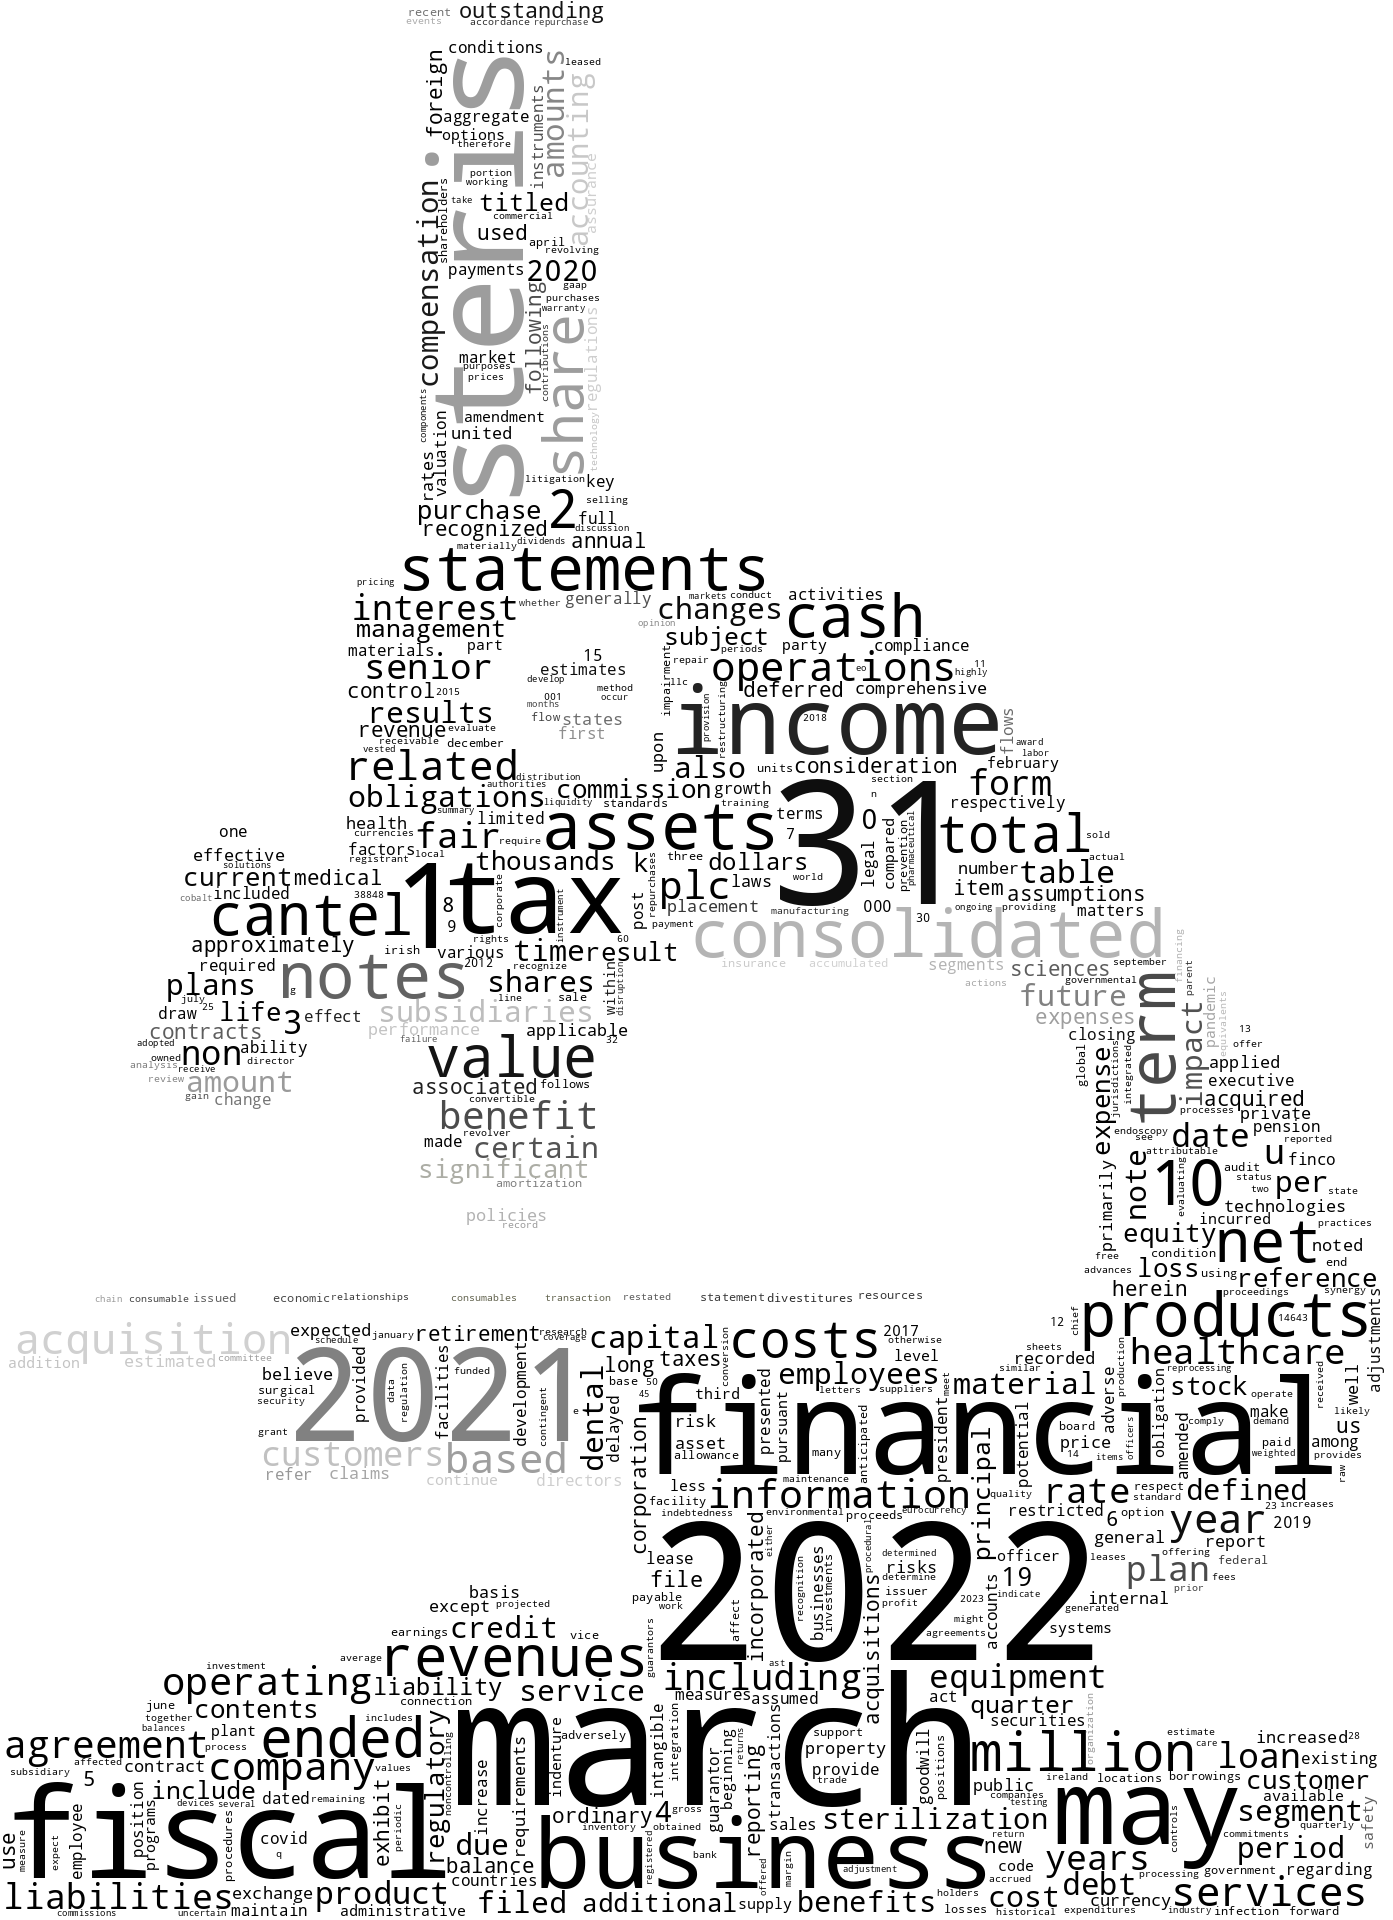 recent outstanding
events accordance repurchase
conditions
foreign
steris
amounts
leased
accounting
instruments
aggregate
options
therefore
assurance
portion
working
compensation
shareholders
take titled
commercial
used april
revolving
payments 2020
gaap
purchases
warranty
following
share
regulations
contributions
market
purposes
prices
components
amendment
united
valuation
technology
rates
litigation key
selling
purchase 2 full
recognized discussion
materially dividends annual
statements
pricing
interest whether generally markets conduct activities
changes cash
management opinion subject
materials part periods party compliance
senior 15 estimates impairment repair operations eo highly 11
develop llc
control 2015 001 method occur deferred comprehensive
months provision restructuring
results flow states income 2018 flows
revenue evaluate first award
vested receivable december upon labor
related distribution also units consideration february
authorities section form
obligations commission growth n respectively
summary liquidity standards training 31
health limited assets terms 0 total sold
currencies fair require 7
one factors
effective registrant local thousands k three dollars legal compared prevention pharmaceutical number table actual
solutions
current medical 1 tax repurchases plc laws world item assumptions
cobalt included 38848 corporate instrument
cantel 8 post placement manufacturing 000 30 ongoing providing matters
9 payment
approximately irish various rights time 60 result consolidated
required notes 2012 recognize insurance accumulated segments sciences september financing
plans g shares within disruption actions governmental
july line sale future term parent pandemic
draw 25 life 3 effect subsidiaries expenses equivalents
contracts performance applicable closing impact 13
adopted failure 32 offer
owned non ability value global jurisdictions integrated applied
analysis receive director expense
review amount associated follows executive
gain change convertible acquired
benefit processes private
made revolver endoscopy see date pension
certain attributable reported
significant note 10 audit u finco
amortization primarily evaluating status
two per state
policies technologies
record equity incurred practices
net noted
free condition end
advances loss using reference
chain consumable issued economic relationships consumables transaction restated statement divestitures resources herein proceedings synergy
acquisition expected january retirement research capital costs 2017 12 chief products 14643 adjustments
schedule coverage otherwise
addition estimated committee long taxes conversion level sheets healthcare
recorded
2021 funded dental employees similar production reprocessing received
believe provided data regulation facilities development base 50 letters suppliers meet material stock operate well
surgical 45 third likely
security contingent delayed presented pursuant adverse obligation make
grant e risk financial board officers comply demand us
customers based asset many anticipated president price amended paid among
refer claims allowance 14 items weighted provides
continue directors corporation less maintenance potential raw
information quality rate respect defined
facility standard
indebtedness environmental proceeds eurocurrency principal restricted 6 option 23 increases
either procedural general year 2019
report
lease 2022 determined officer leases offering
risks plan federal
file incorporated recognition businesses investments determine 19 fees
basis payable issuer indicate prior
except projected work profit 2023 internal
affect generated
earnings credit vice guarantors might accounts systems
agreements
average revenues ast acquisitions
investment including equipment
operating liability service
june connection measures assumed act quarter
together contents includes securities organization
balances plant regulatory intangible integration support
agreement process ended adversely returns transactions property goodwill million estimate increased 28
subsidiary affected company values noncontrolling increase requirements indenture march provide positions care loan existing
5 contract trade ireland locations borrowings customer
include dated remaining guarantor beginning reporting public
devices several companies available
testing
use fiscal exhibit periodic ordinary 4 gross sales sterilization may segment safety
measure expect employee position programs procedures covid inventory obtained return controls commitments quarterly
q due business new period
balance registered bank years
countries offered margin adjustment code processing government regarding
accrued debt
liabilities exchange product filed additional supply benefits holders cost currency services
commissions uncertain maintain administrative losses historical expenditures industry infection forward